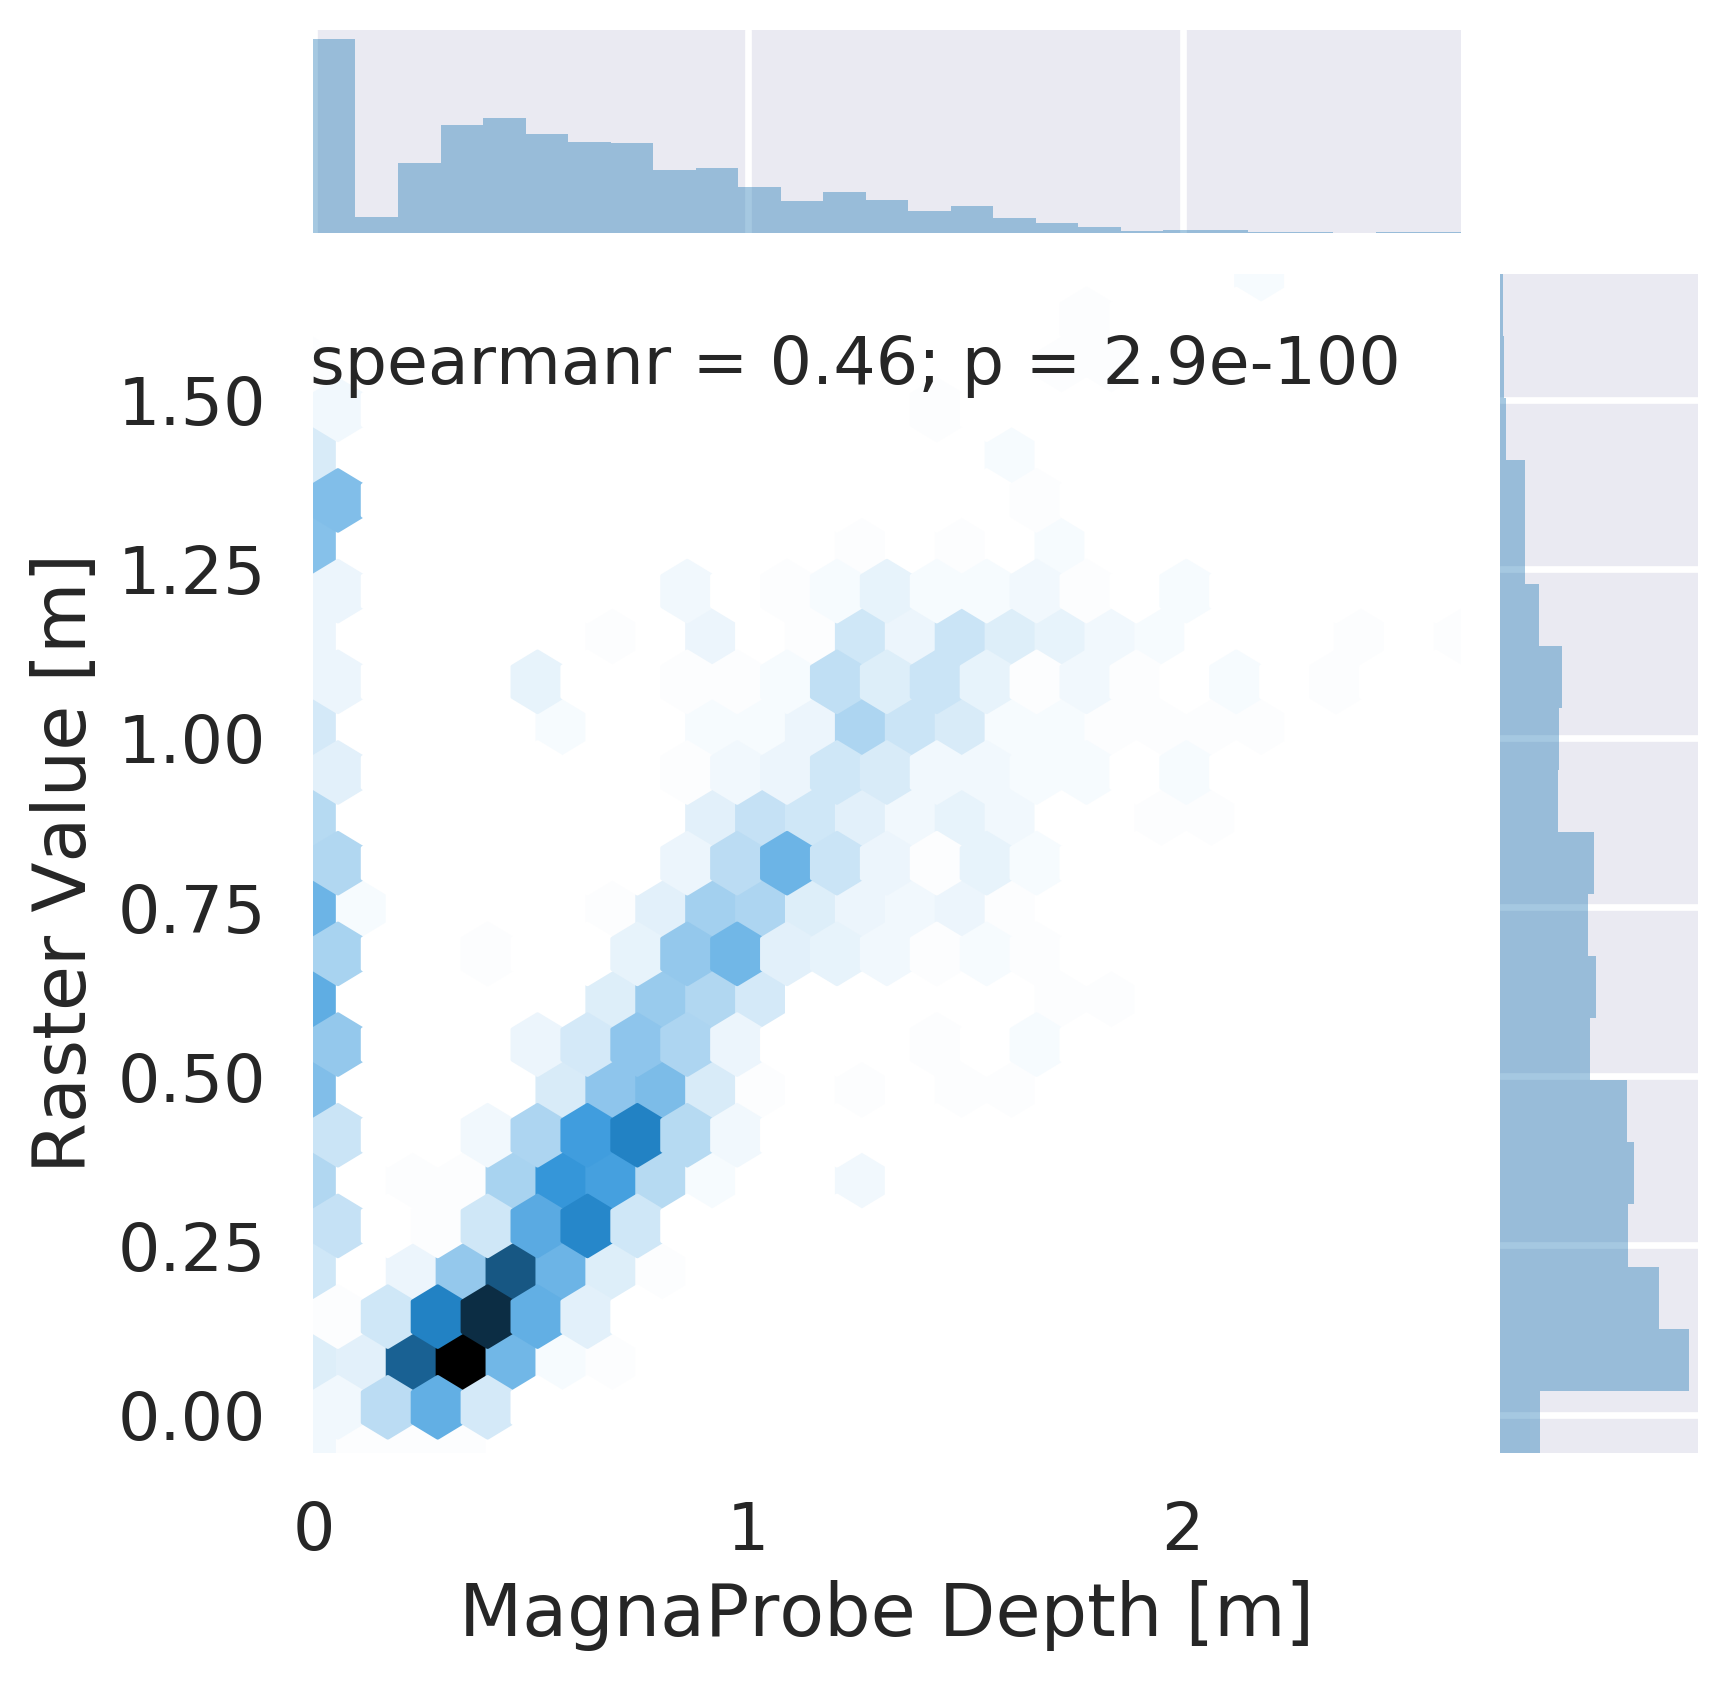 spearmanr = 0.46; p = 2.9e-100
1.50
1.25
1.00
0.75
0.50
0.25
0.00
Raster Value [m]
0 1 2
MagnaProbe Depth [m]